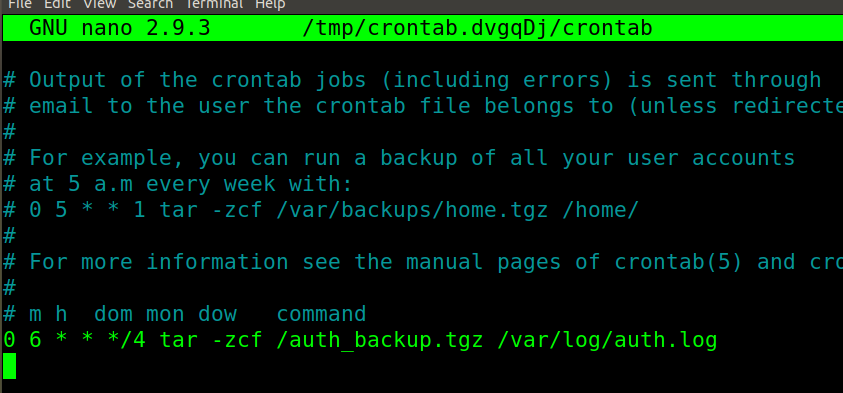 File Edit View Search Terminal Help
GNU nano 2.9.3 /tmp/crontab.dvgqDj/crontab
# Output of the crontab jobs (including errors) is sent through
# email to the user the crontab file belongs to (unless redirecte
#
# For example, you can run a backup of all your user accounts
# at 5 a.m every week with:
# 0 5 * * 1 tar -zcf /var/backups/home.tgz /home/
#
# For more information see the manual pages of crontab(5) and cro
#
# m h  dom mon dow   command
0 6 * * */4 tar -zcf /auth_backup.tgz /var/log/auth.log